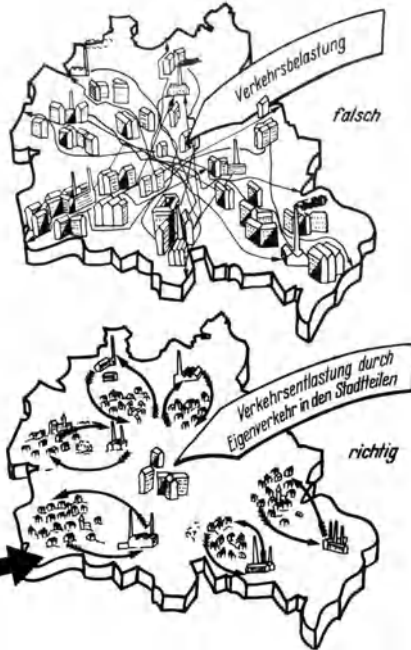 Verkehrsbelastung
falsch
Verkehrsentlastung durch
Eigenverkehr in den Stadtteilen
richtig